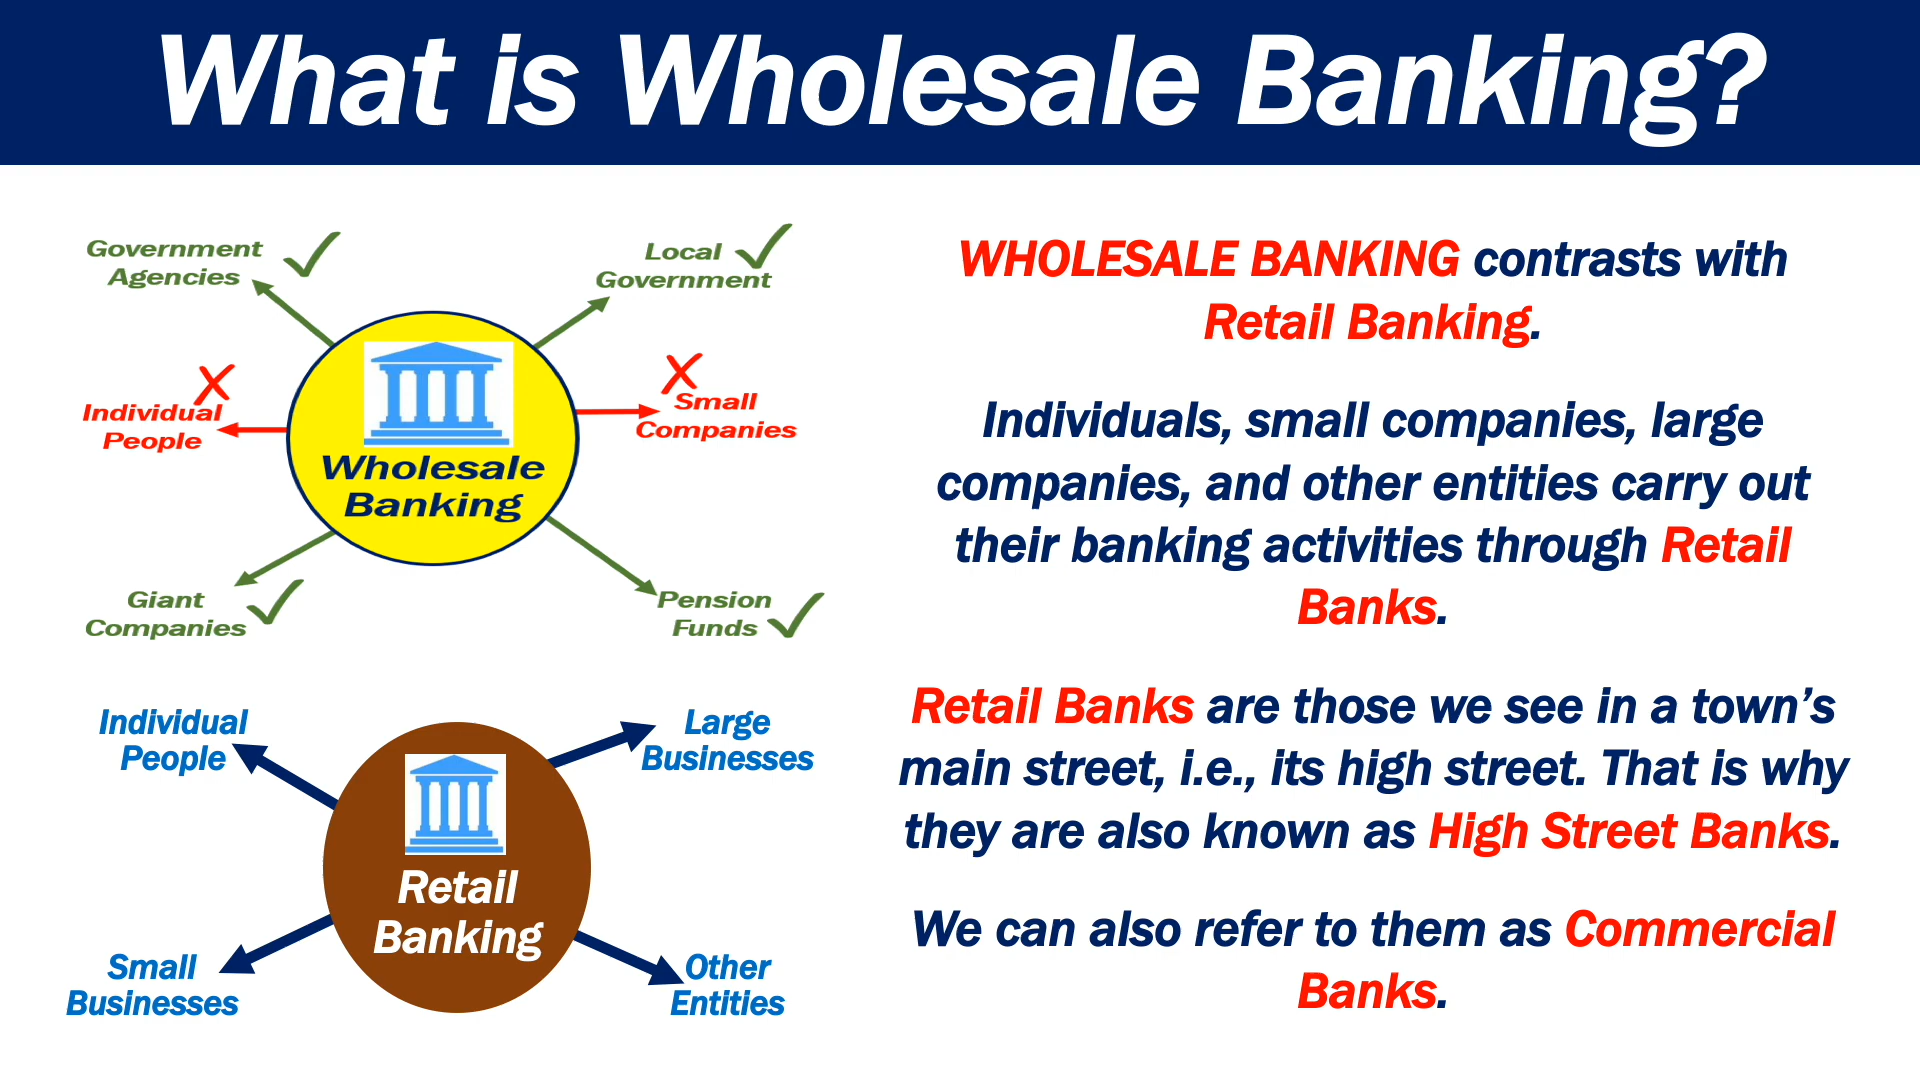 What is Wholesale Banking?
Government
Agencies
Local
Government
Individual
People
Small
Companies
Wholesale
Banking
Giant
Companies
Pension
Funds
Individual
People
Large
Businesses
Retail
Banking
Small
Businesses
Other
Entities
WHOLESALE BANKING contrasts with
Retail Banking.
Individuals, small companies, large
companies, and other entities carry out
their banking activities through Retail
Banks.
Retail Banks are those we see in a town’s
main street, i.e., its high street. That is why
they are also known as High Street Banks.
We can also refer to them as Commercial
Banks.